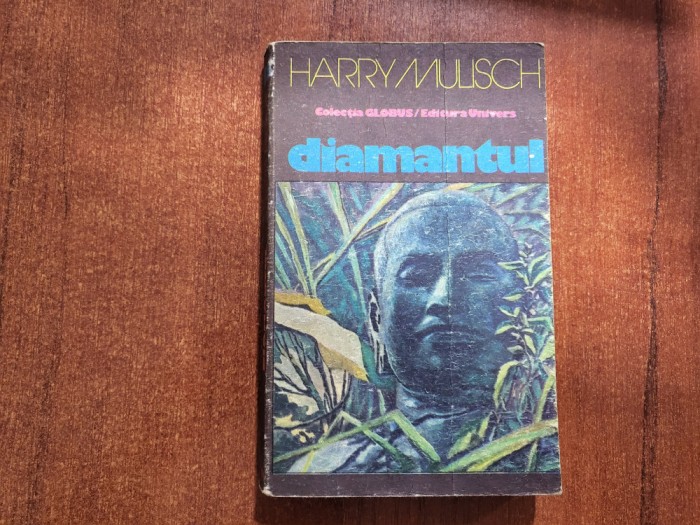 HARRY MULISCH
Colecția GLOBUS/Editura Univers
diamantul